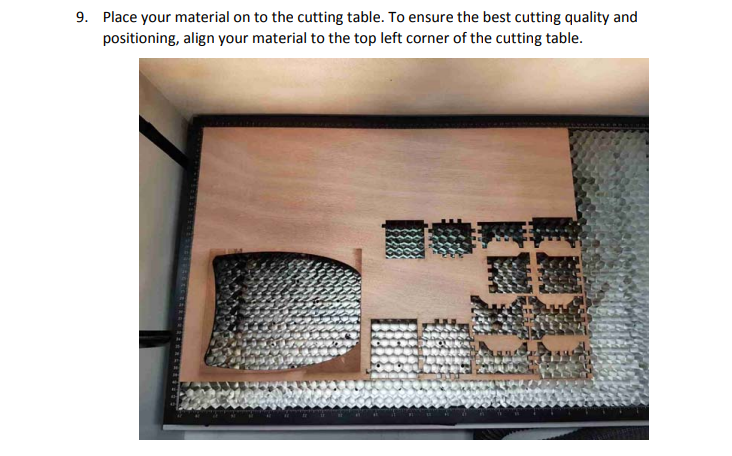 9. Place your material on to the cutting table. To ensure the best cutting quality and
positioning, align your material to the top left corner of the cutting table.